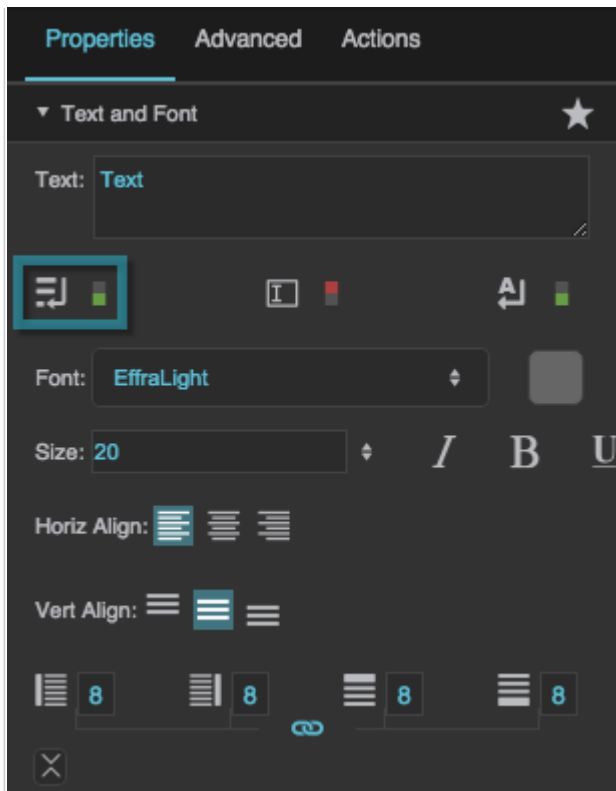 Properties Advanced Actions
Text and Font
Text: Text
Font: EffraLight
Size: 20 I B U
Horiz Align:
Vert Align:
8 8 8 8